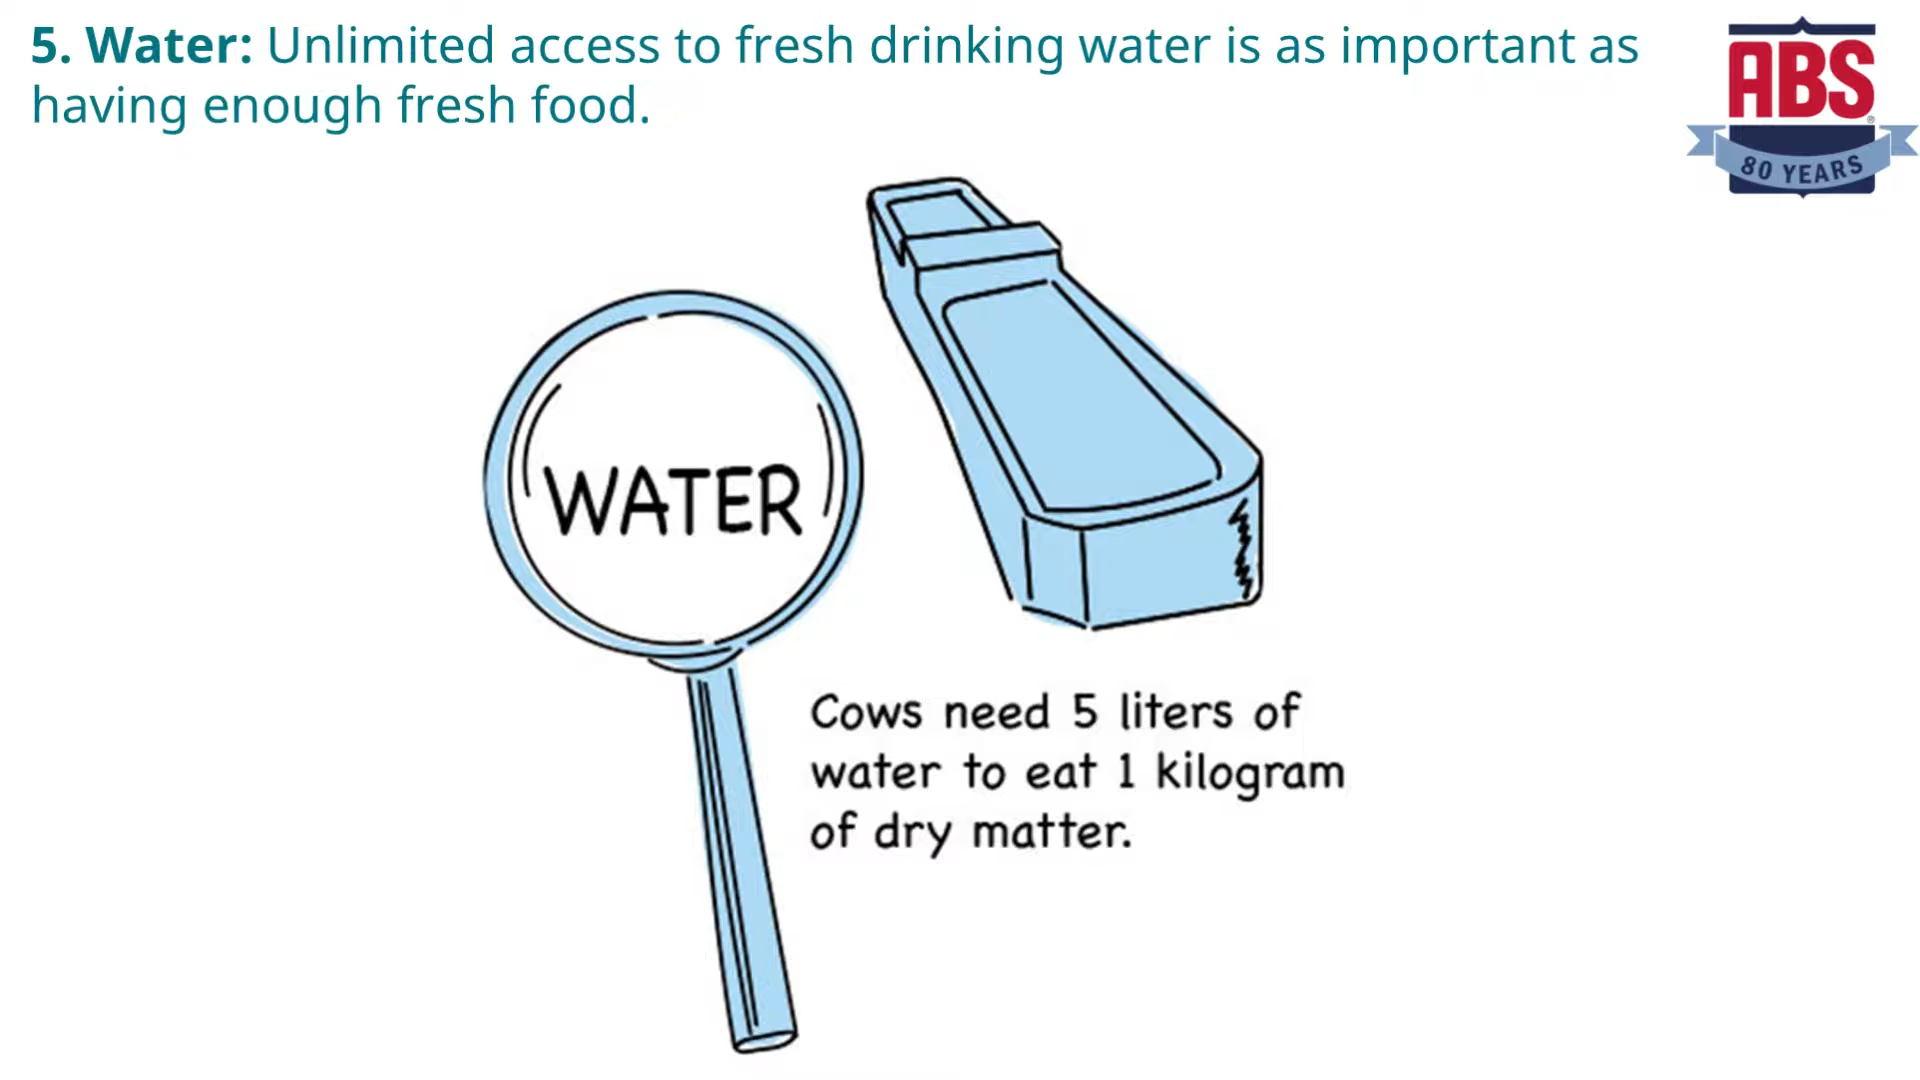 5. Water: Unlimited access to fresh drinking water is as important as
having enough fresh food.
ABS
®
80 YEARS
WATER
Cows need 5 liters of
water to eat 1 kilogram
of dry matter.